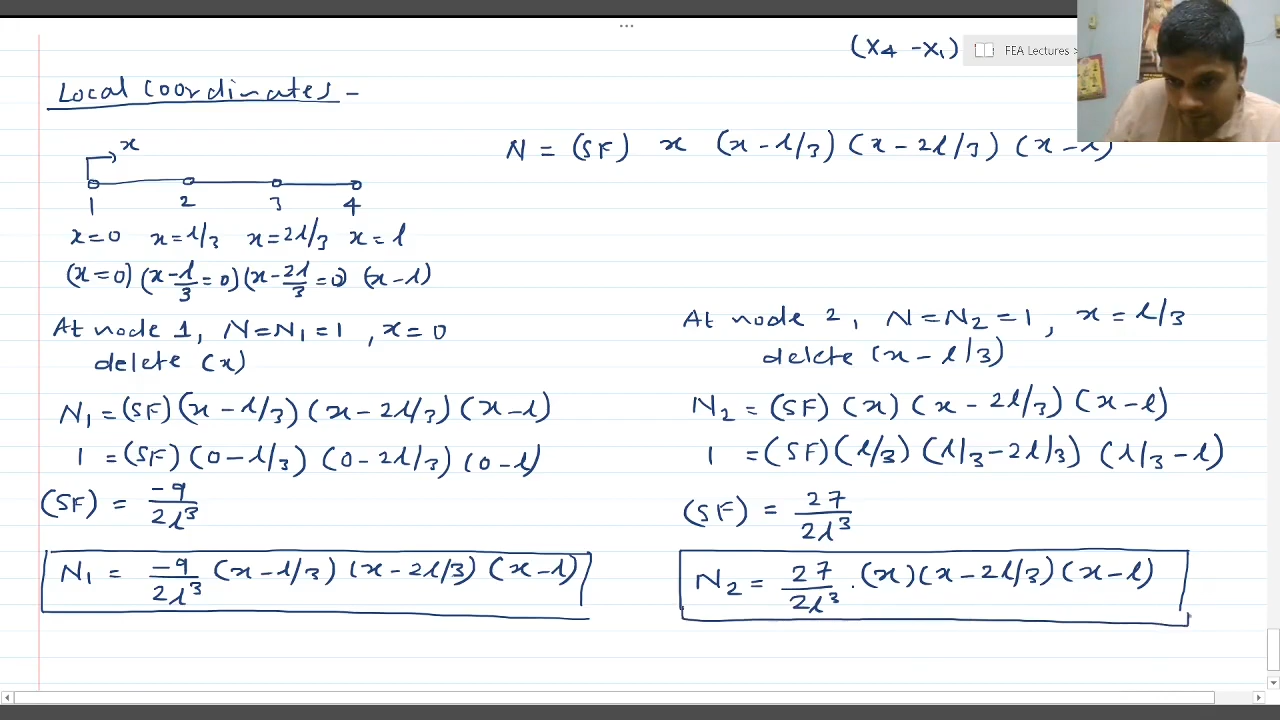 (x4 - x1)
FEA Lectures >
Local Coordinates -
x
N = (SF) x (x - l/3) (x - 2l/3) (x - l)
1 2 3 4
x=0 x=l/3 x=2l/3 x=l
(x=0) (x-l/3=0) (x-2l/3=0) (x-l)
At node 1, N=N1=1, x=0
delete (x)
N1 = (SF) (x - l/3) (x - 2l/3) (x - l)
1 = (SF) (0 - l/3) (0 - 2l/3) (0 - l)
(SF) = -9/2l³
N1 = -9/2l³ (x - l/3) (x - 2l/3) (x - l)
At node 2, N=N2=1, x=l/3
delete (x - l/3)
N2 = (SF) (x) (x - 2l/3) (x - l)
1 = (SF) (l/3) (l/3 - 2l/3) (l/3 - l)
(SF) = 27/2l³
N2 = 27/2l³ . (x) (x - 2l/3) (x - l)